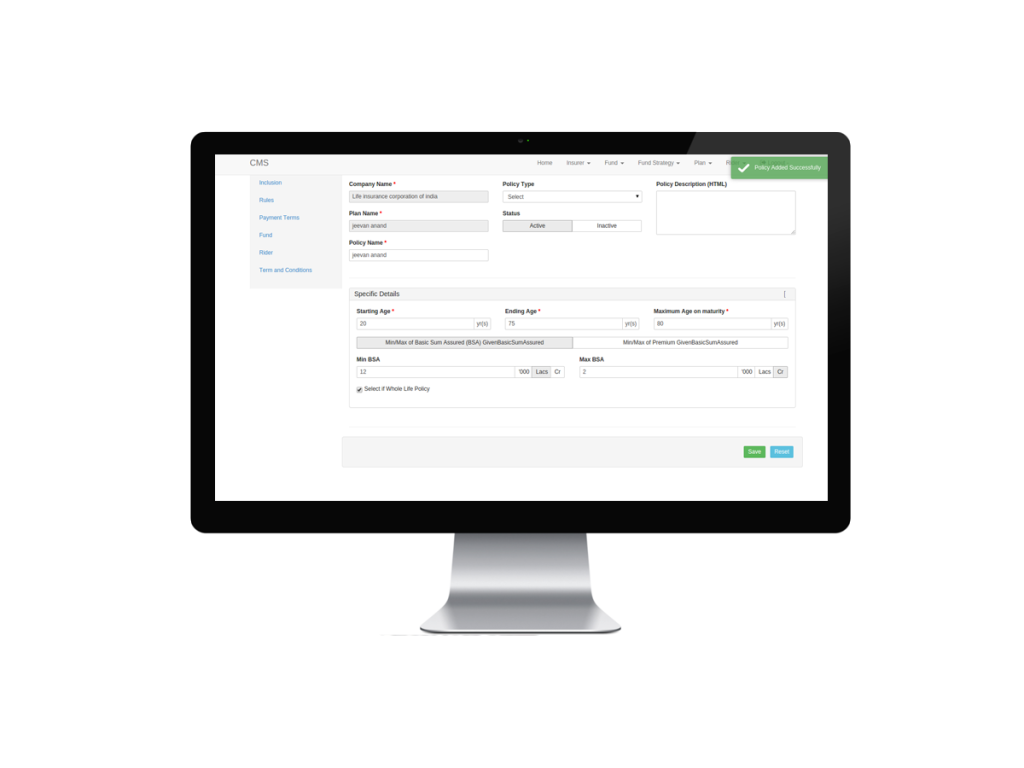 CMS
Home Insurer Fund Fund Strategy Plan
Policy Added Successfully
Inclusion
Rules
Payment Terms
Fund
Rider
Term and Conditions
Company Name *
Life insurance corporation of india
Plan Name *
jeevan anand
Policy Name *
jeevan anand
Policy Type
Select
Status
Active Inactive
Policy Description (HTML)
Specific Details
Starting Age * Ending Age * Maximum Age on maturity *
20 yr(s) 75 yr(s) 80 yr(s)
Min/Max of Basic Sum Assured (BSA) GivenBasicSumAssured Min/Max of Premium GivenBasicSumAssured
Min BSA Max BSA
12 '000 Lacs Cr 2 '000 Lacs Cr
Select if Whole Life Policy
Save Reset